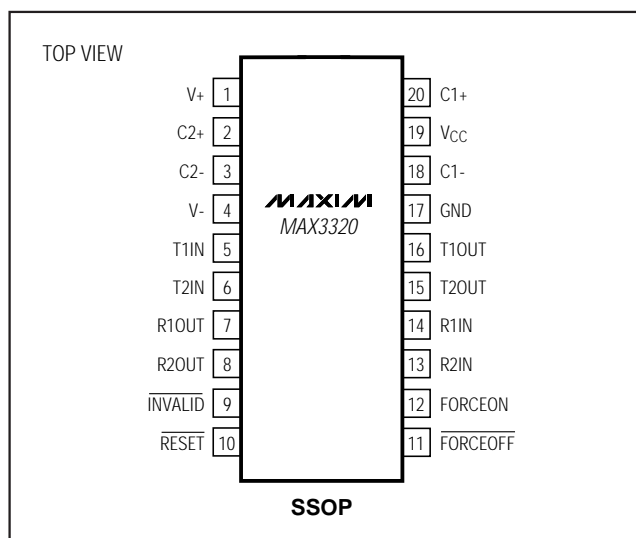 TOP VIEW
V+ 1
C2+ 2
C2- 3
V- 4
T1IN 5
T2IN 6
R1OUT 7
R2OUT 8
INVALID 9
RESET 10
MAXIM
MAX3320
20 C1+
19 VCC
18 C1-
17 GND
16 T1OUT
15 T2OUT
14 R1IN
13 R2IN
12 FORCEON
11 FORCEOFF
SSOP